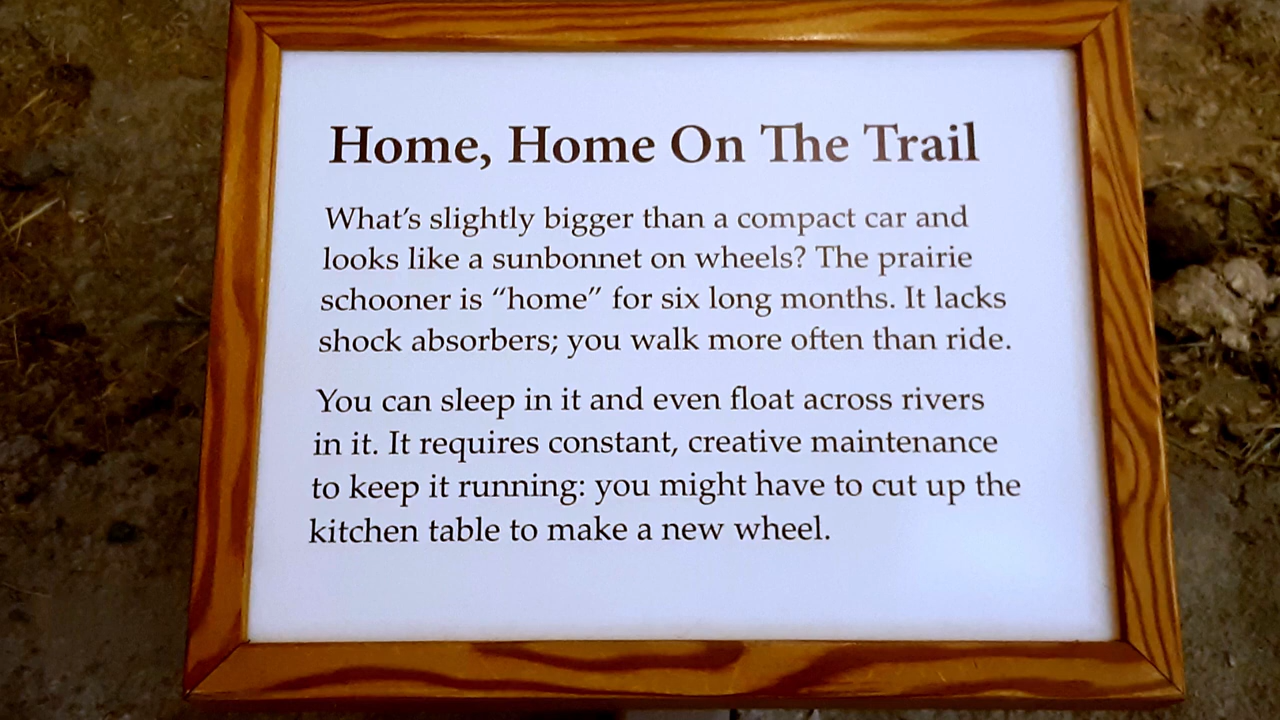 Home, Home On The Trail
What's slightly bigger than a compact car and
looks like a sunbonnet on wheels? The prairie
schooner is “home” for six long months. It lacks
shock absorbers; you walk more often than ride.
You can sleep in it and even float across rivers
in it. It requires constant, creative maintenance
to keep it running: you might have to cut up the
kitchen table to make a new wheel.